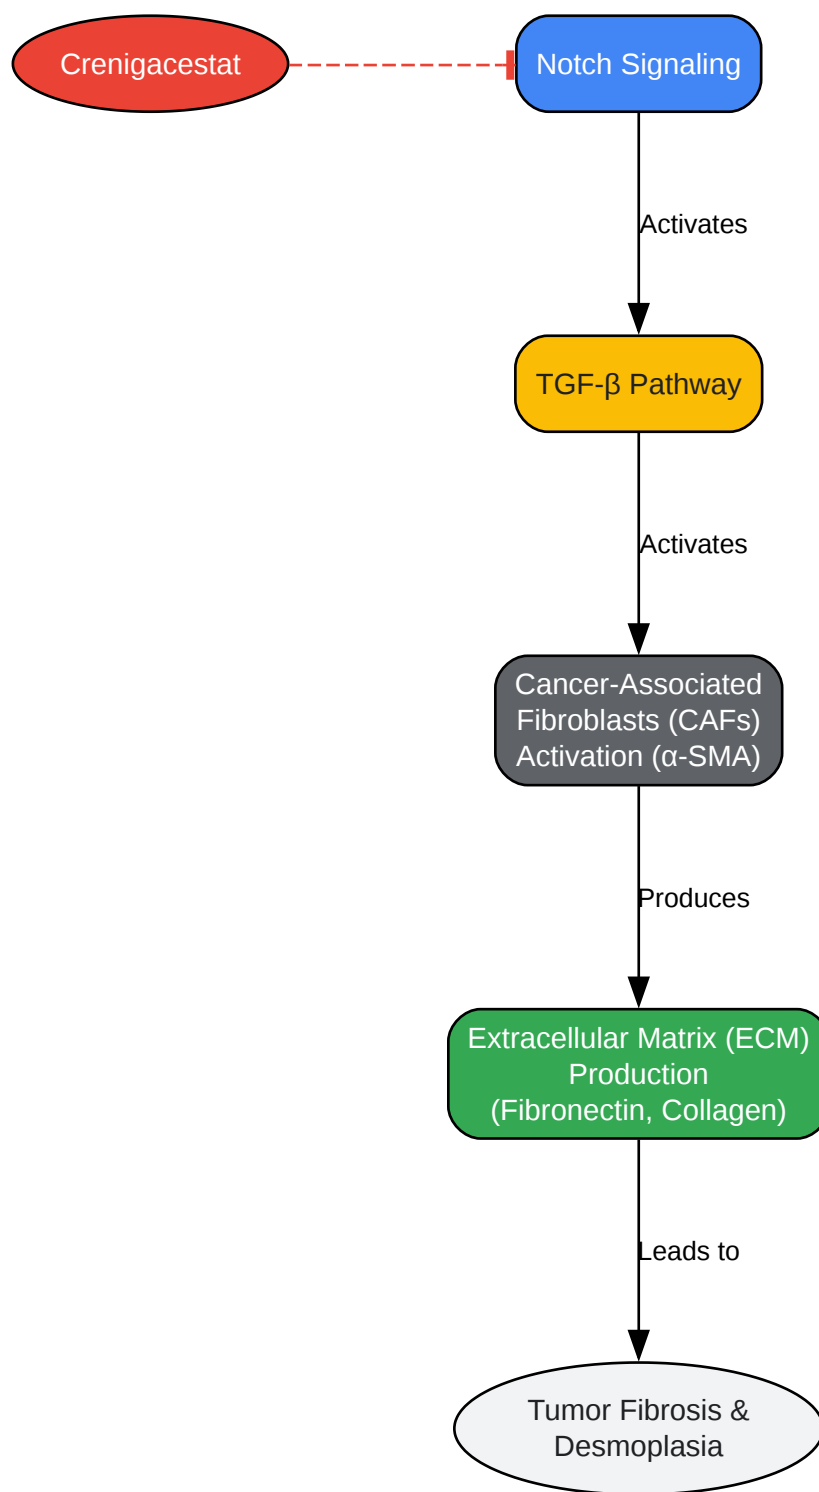 Crenigacestat
Notch Signaling
Activates
TGF-β Pathway
Activates
Cancer-Associated
Fibroblasts (CAFs)
Activation (α-SMA)
Produces
Extracellular Matrix (ECM)
Production
(Fibronectin, Collagen)
Leads to
Tumor Fibrosis &
Desmoplasia